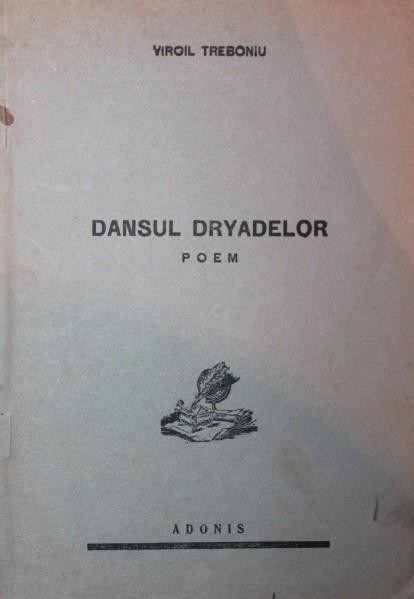 VIRGIL TREBONIU
DANSUL DRYADELOR
POEM
ADONIS